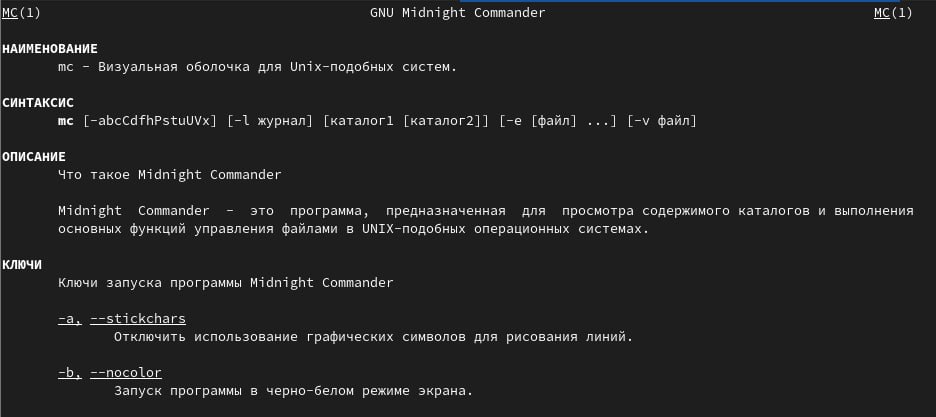 MC(1) GNU Midnight Commander MC(1)
НАИМЕНОВАНИЕ
mc - Визуальная оболочка для Unix-подобных систем.
СИНТАКСИС
mc [-abcCdfhPstuUVx] [-l журнал] [каталог1 [каталог2]] [-e [файл] ...] [-v файл]
ОПИСАНИЕ
Что такое Midnight Commander
Midnight Commander - это программа, предназначенная для просмотра содержимого каталогов и выполнения
основных функций управления файлами в UNIX-подобных операционных системах.
КЛЮЧИ
Ключи запуска программы Midnight Commander
-a, --stickchars
Отключить использование графических символов для рисования линий.
-b, --nocolor
Запуск программы в черно-белом режиме экрана.